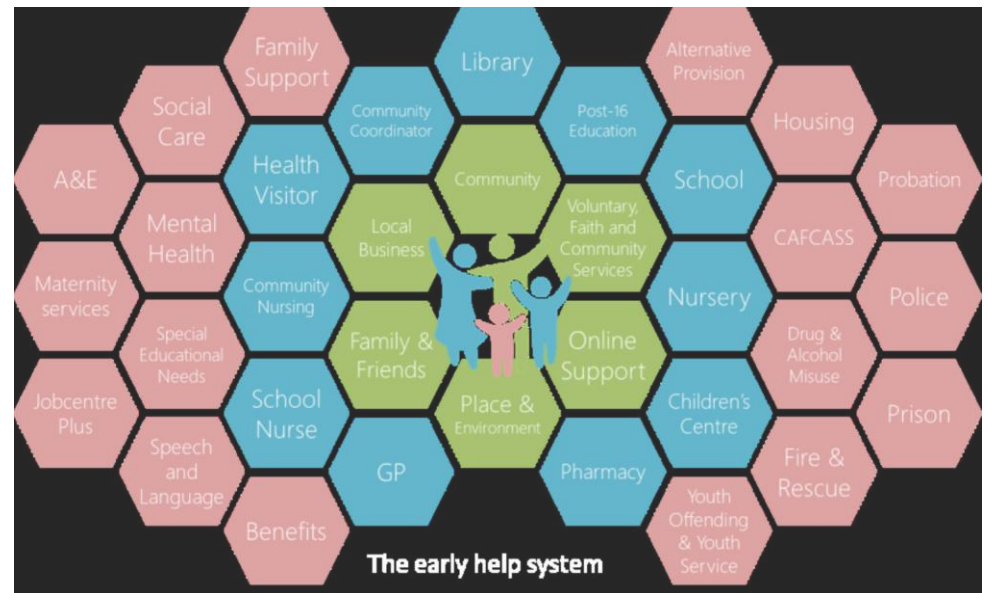 Family
Support
Library
Alternative
Provision
Social
Care
Community
Coordinator
Post-16
Education
Housing
A&E
Health
Visitor
Community
School
Probation
Mental
Health
Local
Business
Voluntary,
Faith and
Community
Services
CAFCASS
Maternity
services
Community
Nursing
Nursery
Police
Special
Educational
Needs
Family &
Friends
Online
Support
Drug &
Alcohol
Misuse
Jobcentre
Plus
School
Nurse
Place &
Environment
Children's
Centre
Prison
Speech
and
Language
GP
Pharmacy
Fire &
Rescue
Benefits
Youth
Offending
& Youth
Service
The early help system